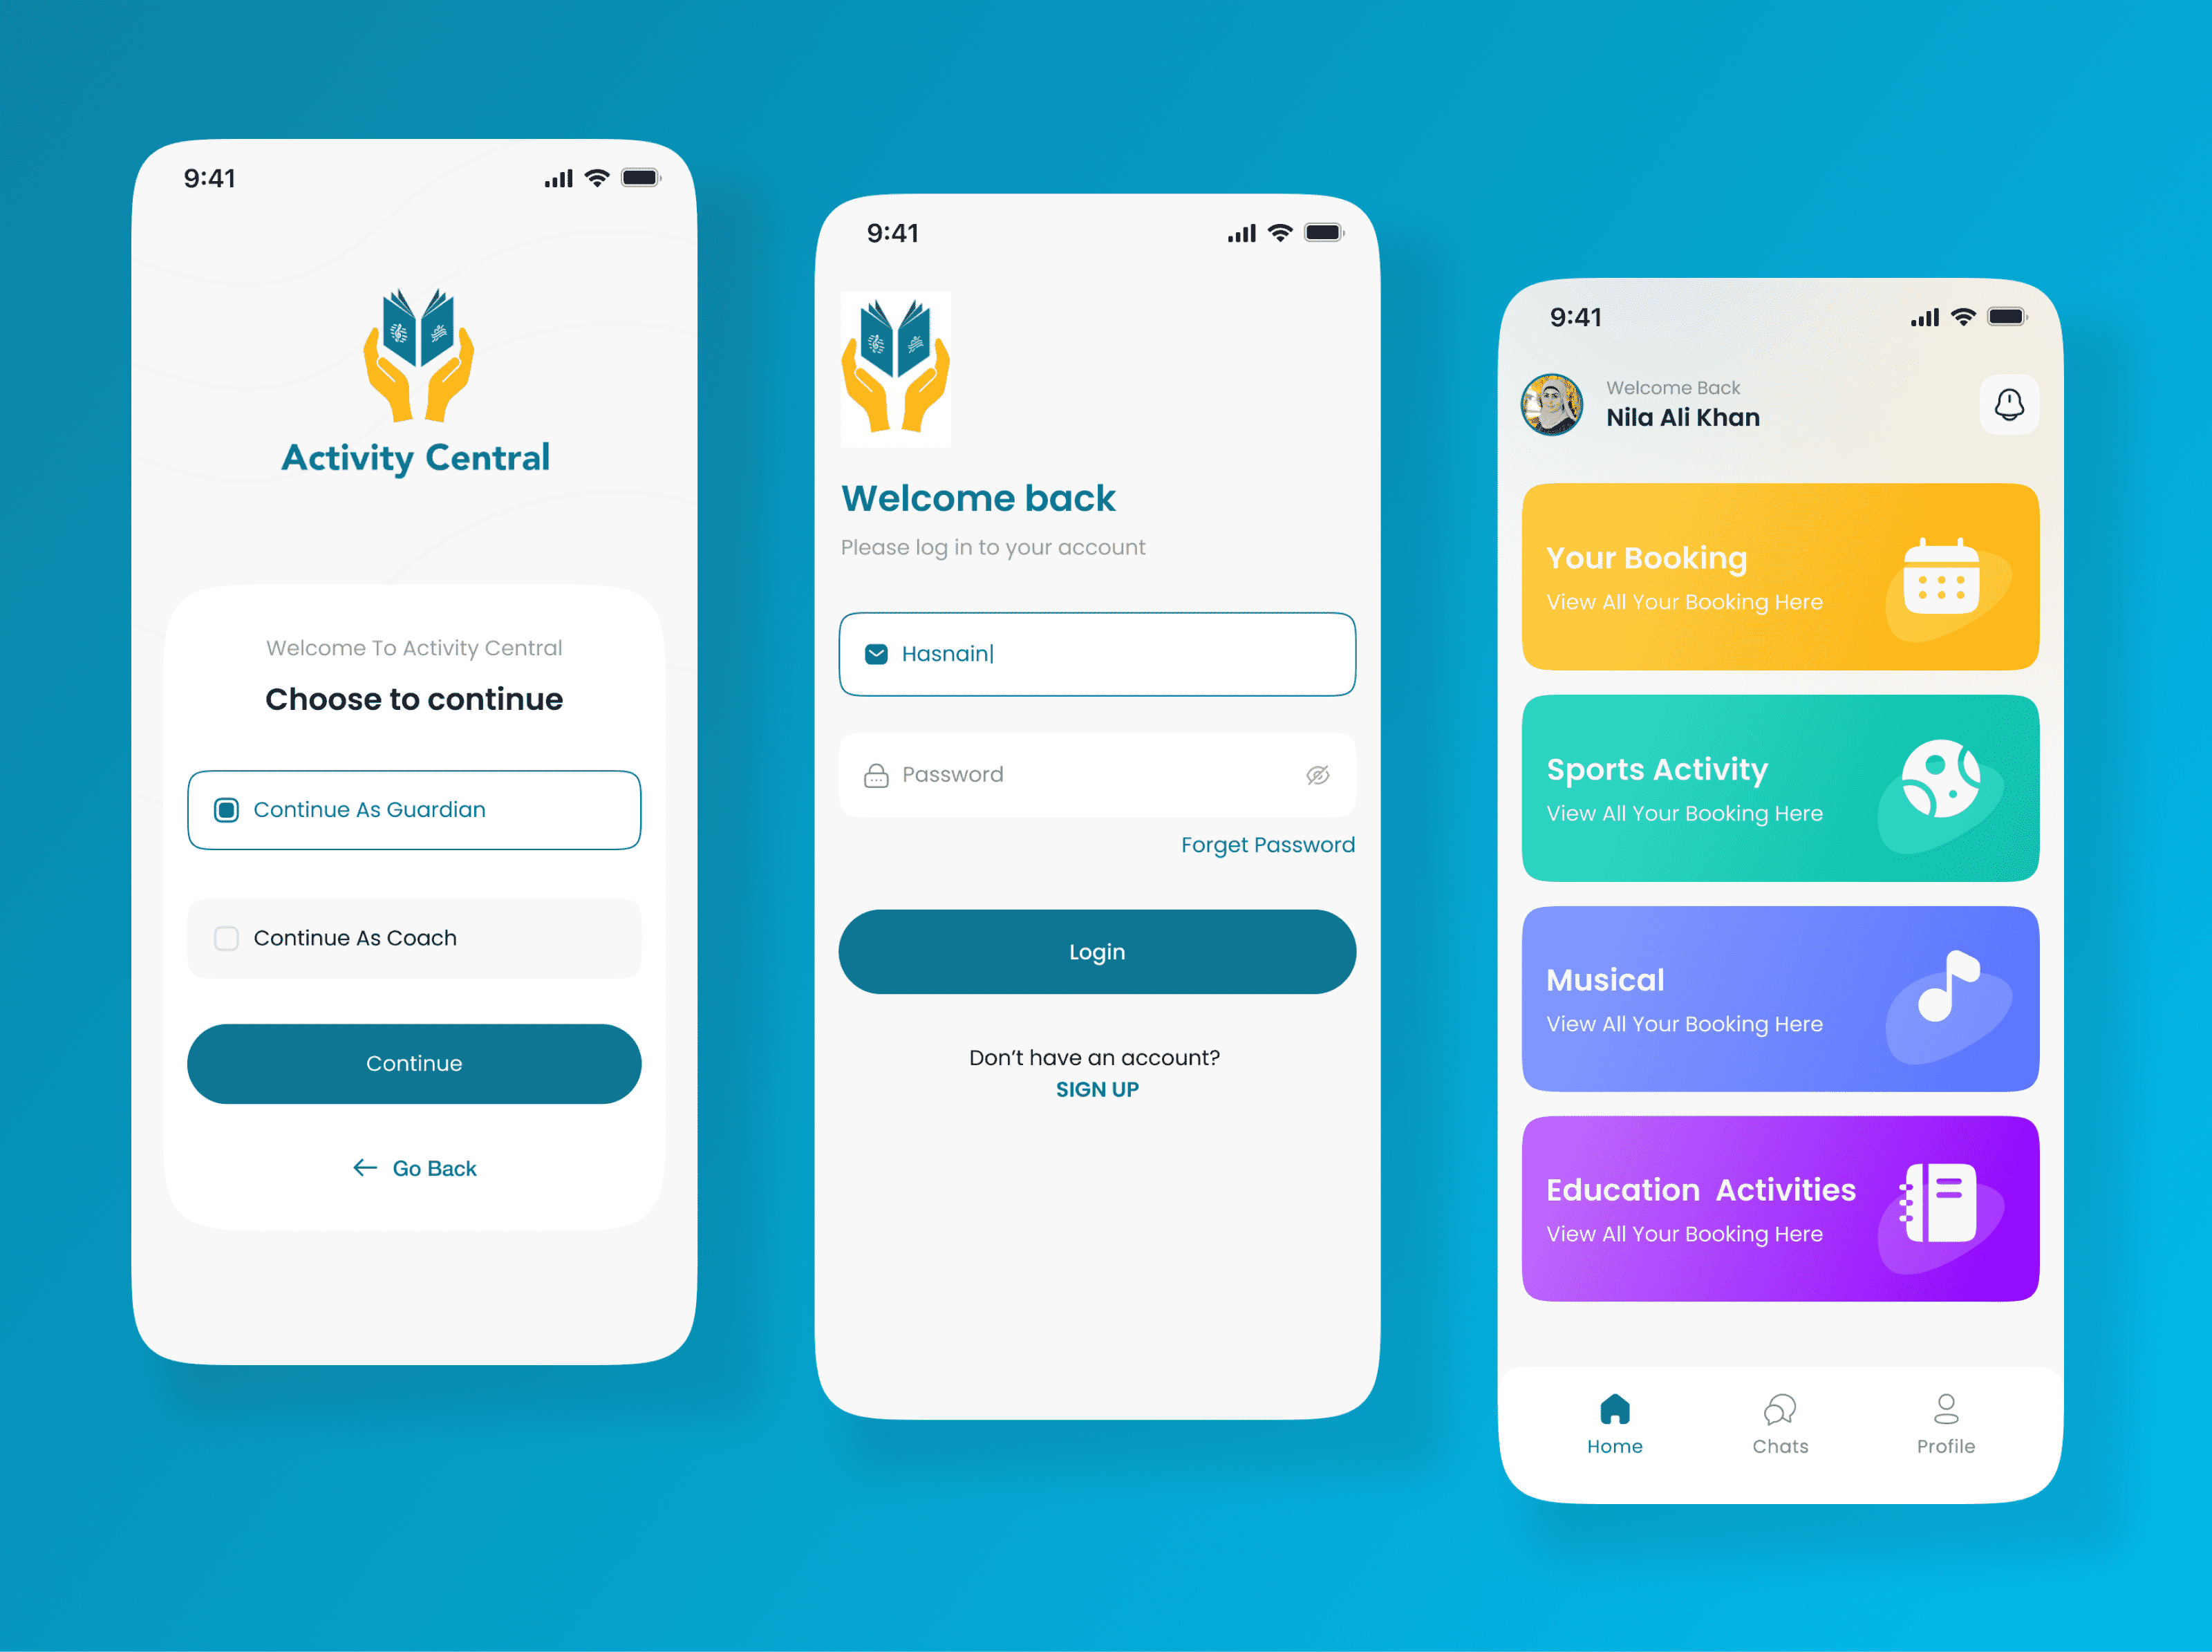 9:41
Activity Central
Welcome To Activity Central
Choose to continue
Continue As Guardian
Continue As Coach
Continue
Go Back
9:41
Welcome back
Please log in to your account
Hasnain
Password
Forget Password
Login
Don’t have an account?
SIGN UP
9:41
Welcome Back
Nila Ali Khan
Your Booking
View All Your Booking Here
Sports Activity
View All Your Booking Here
Musical
View All Your Booking Here
Education Activities
View All Your Booking Here
Home
Chats
Profile